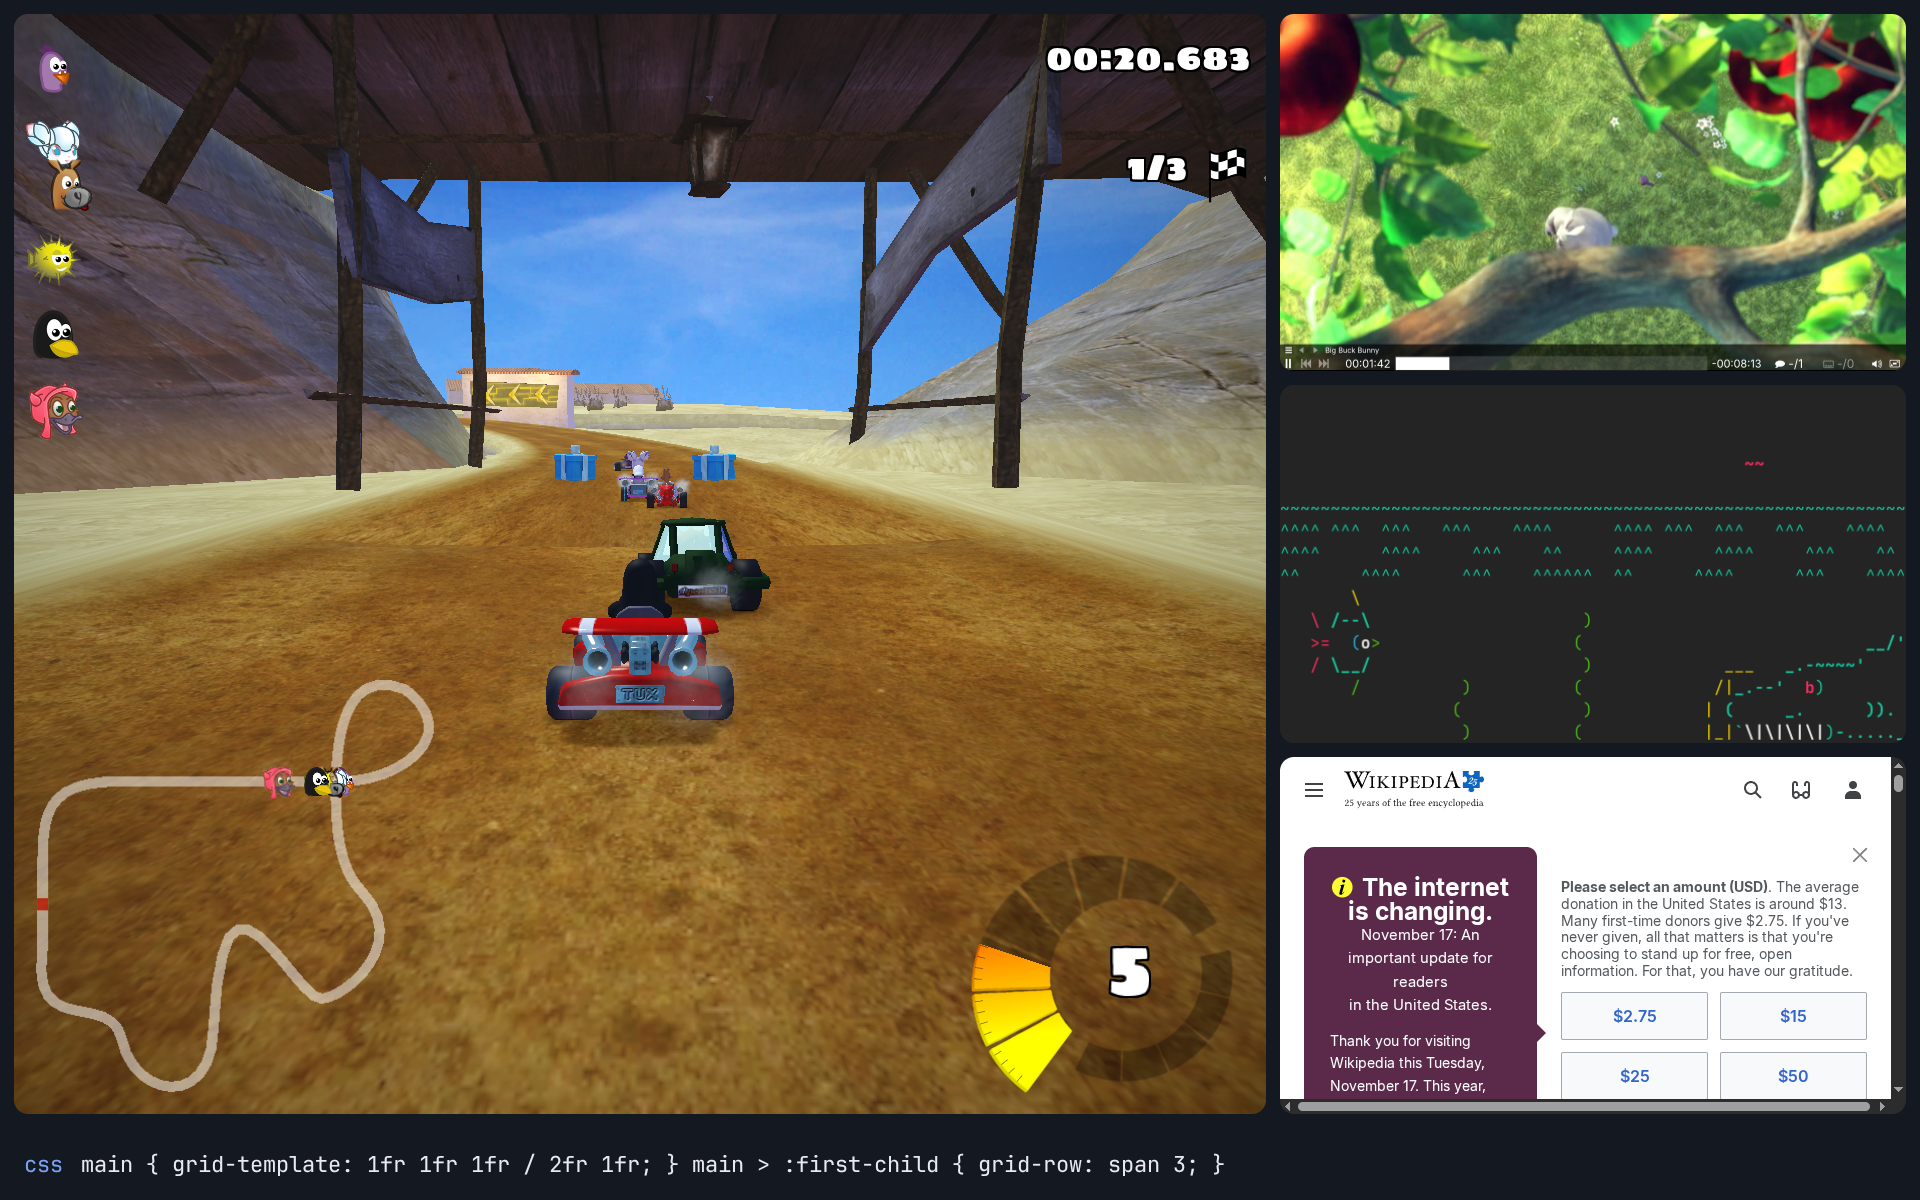 00:20.683
1/3
TUX
5
Big Buck Bunny
00:01:42
-00:08:13
-/1
-/0
WIKIPEDIA 25
25 years of the free encyclopedia
i The internet
is changing.
November 17: An
important update for
readers
in the United States.
Thank you for visiting
Wikipedia this Tuesday,
November 17. This year,
Please select an amount (USD). The average
donation in the United States is around $13.
Many first-time donors give $2.75. If you've
never given, all that matters is that you're
choosing to stand up for free, open
information. For that, you have our gratitude.
$2.75
$15
$25
$50
css main { grid-template: 1fr 1fr 1fr / 2fr 1fr; } main > :first-child { grid-row: span 3; }